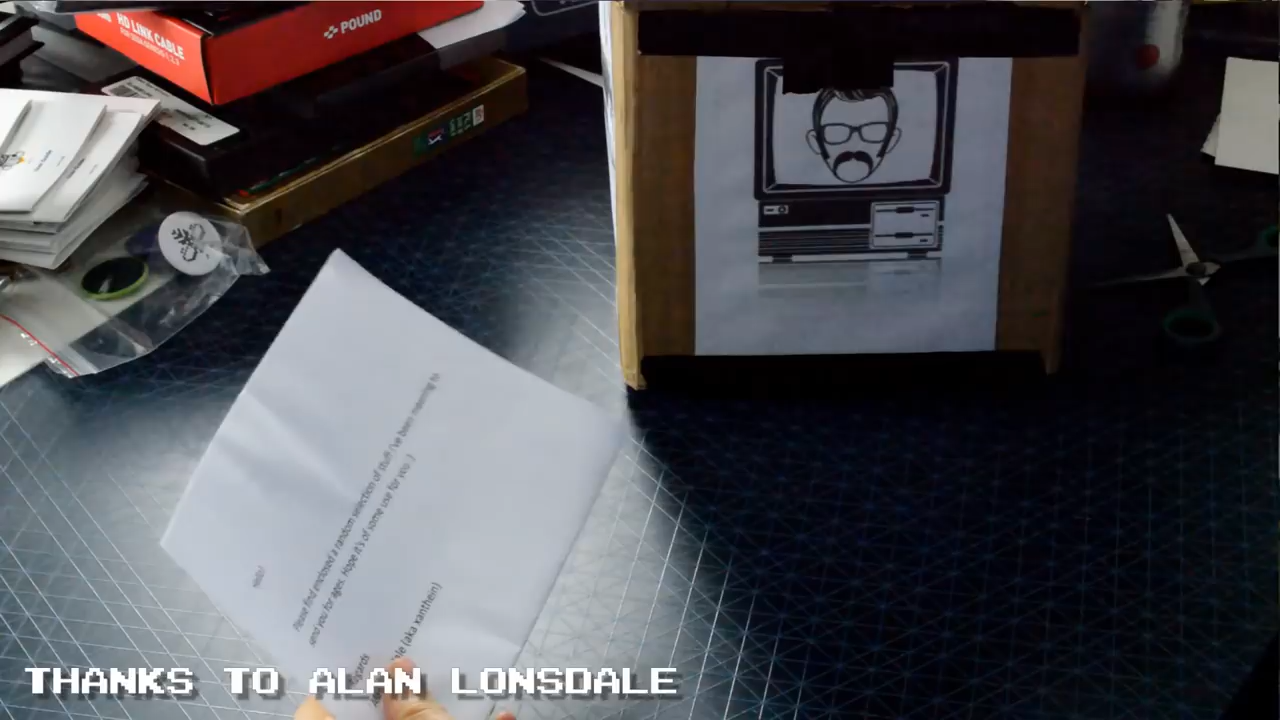 HD LINK CABLE
POUND
Hello!
Please find enclosed a random selection of stuff I've been meaning to
send you for ages. Hope it's of some use for you :)
(aka xanthein)
THANKS TO ALAN LONSDALE